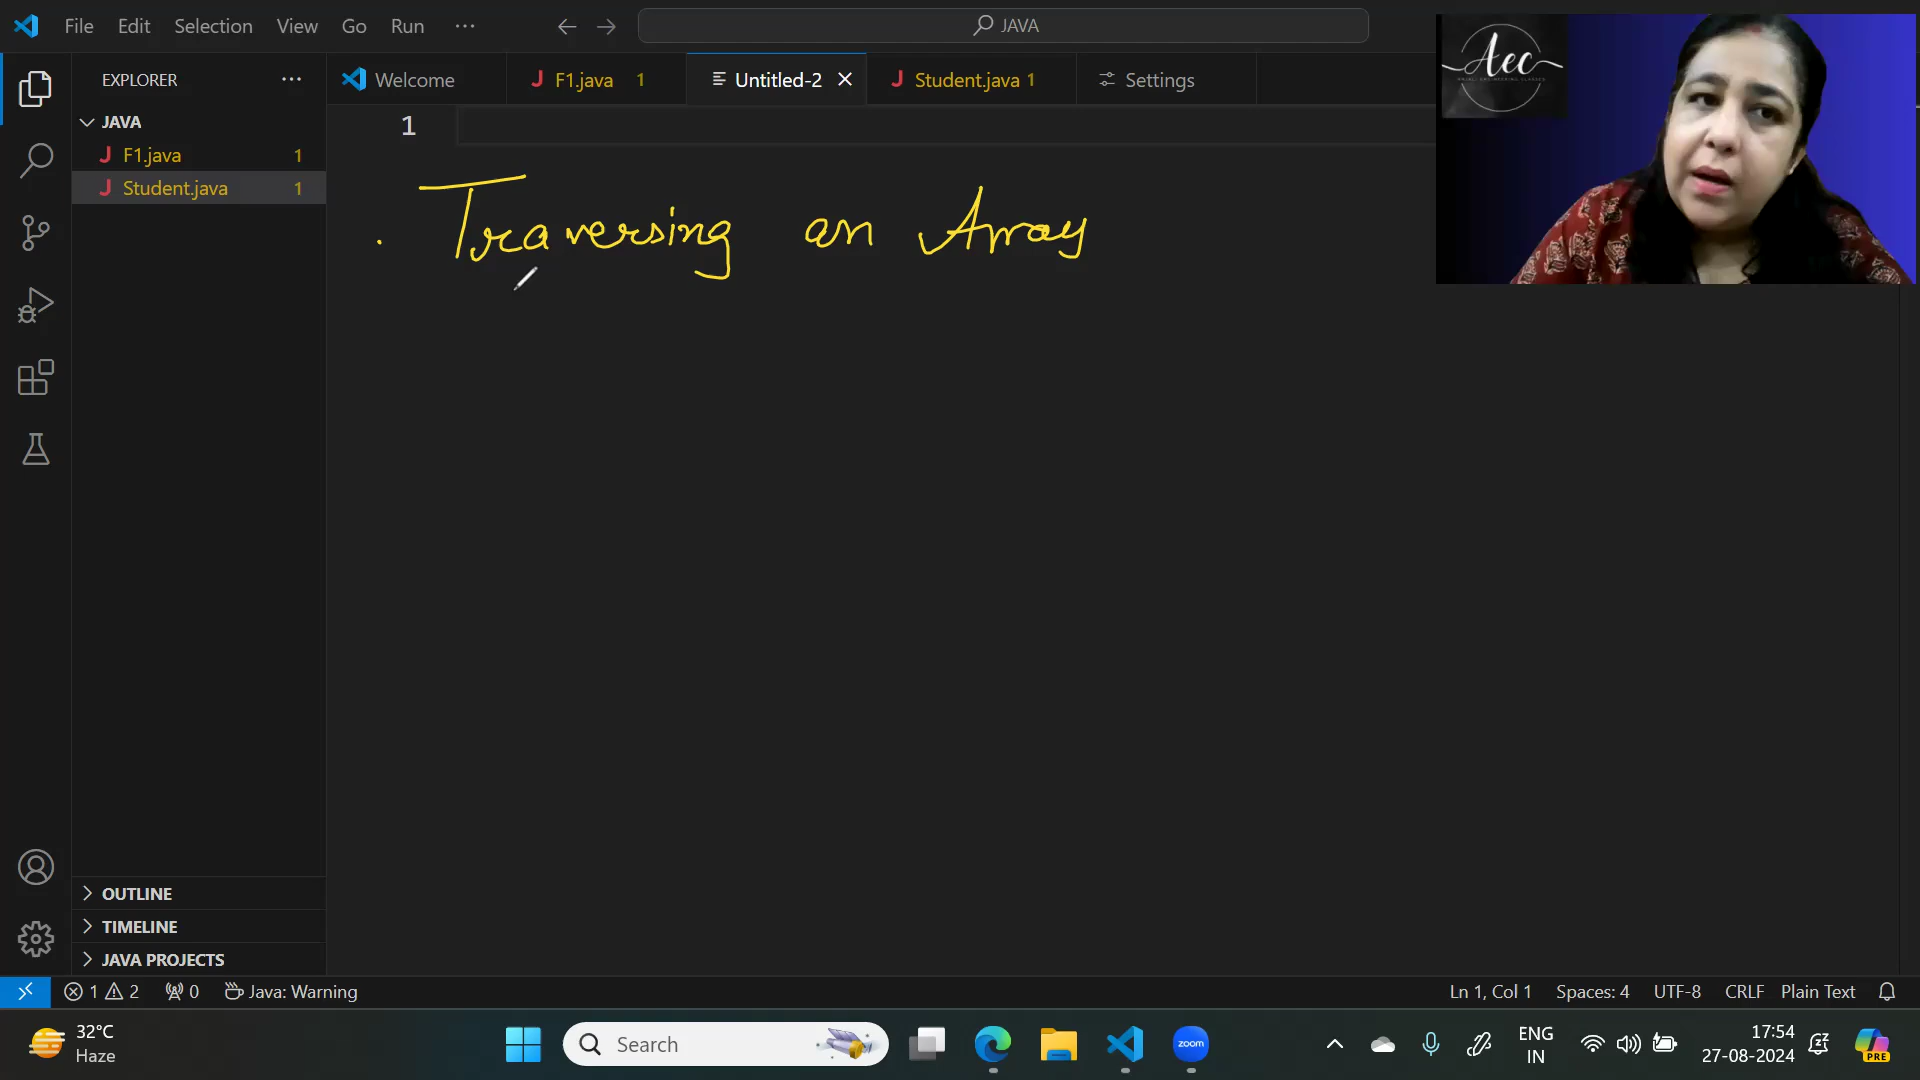 File Edit Selection View Go Run ··· JAVA
Aec
EXPLORER ···
Welcome F1.java 1 Untitled-2 Student.java 1 Settings
JAVA
F1.java 1
Student.java 1
1
Traversing an Array
OUTLINE
TIMELINE
JAVA PROJECTS
1 2 0 Java: Warning Ln 1, Col 1 Spaces: 4 UTF-8 CRLF Plain Text
32°C
Haze
Search
zoom
ENG
IN
17:54
27-08-2024
PRE